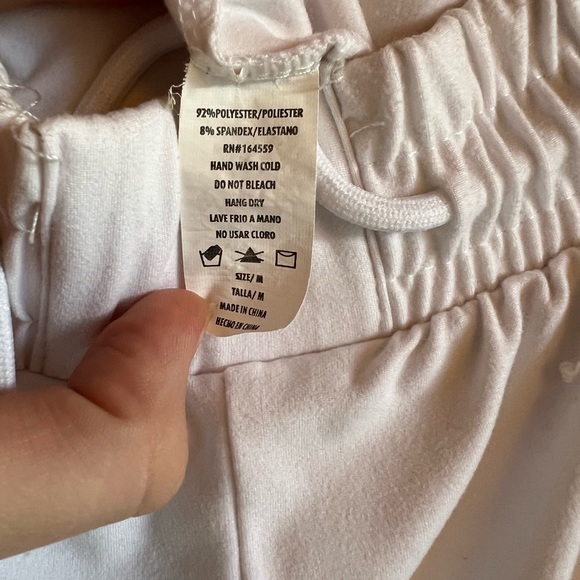 92%POLYESTER/POLIESTER
8% SPANDEX/ELASTANO
RN#164559
HAND WASH COLD
DO NOT BLEACH
HANG DRY
LAVE FRIO A MANO
NO USAR CLORO
SIZE/ M
TALLA/ M
MADE IN CHINA
HECHO EN CHINA